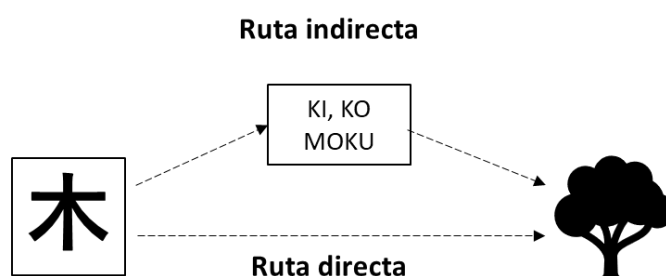 Ruta indirecta
KI, KO
MOKU
木
Ruta directa